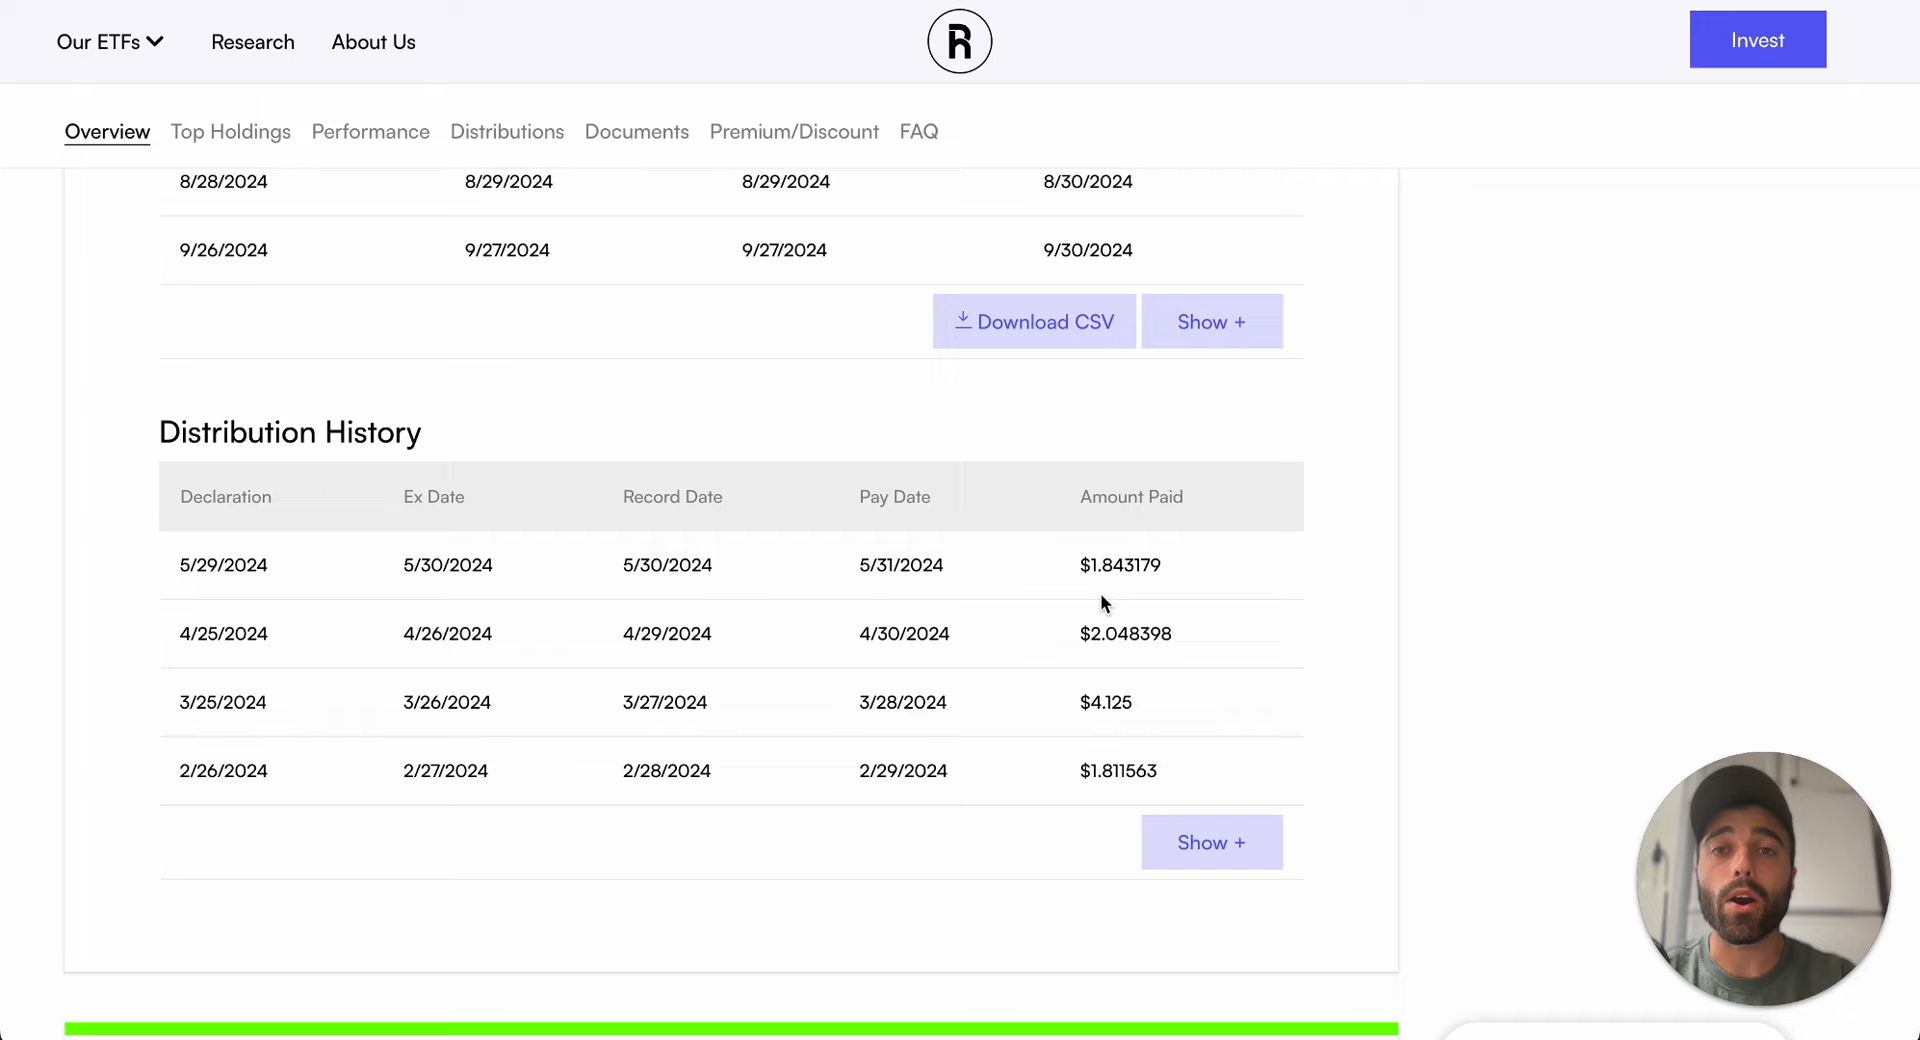 Our ETFs Research About Us R Invest
Overview Top Holdings Performance Distributions Documents Premium/Discount FAQ
8/28/2024 8/29/2024 8/29/2024 8/30/2024
9/26/2024 9/27/2024 9/27/2024 9/30/2024
Download CSV Show +
Distribution History
Declaration Ex Date Record Date Pay Date Amount Paid
5/29/2024 5/30/2024 5/30/2024 5/31/2024 $1.843179
4/25/2024 4/26/2024 4/29/2024 4/30/2024 $2.048398
3/25/2024 3/26/2024 3/27/2024 3/28/2024 $4.125
2/26/2024 2/27/2024 2/28/2024 2/29/2024 $1.811563
Show +